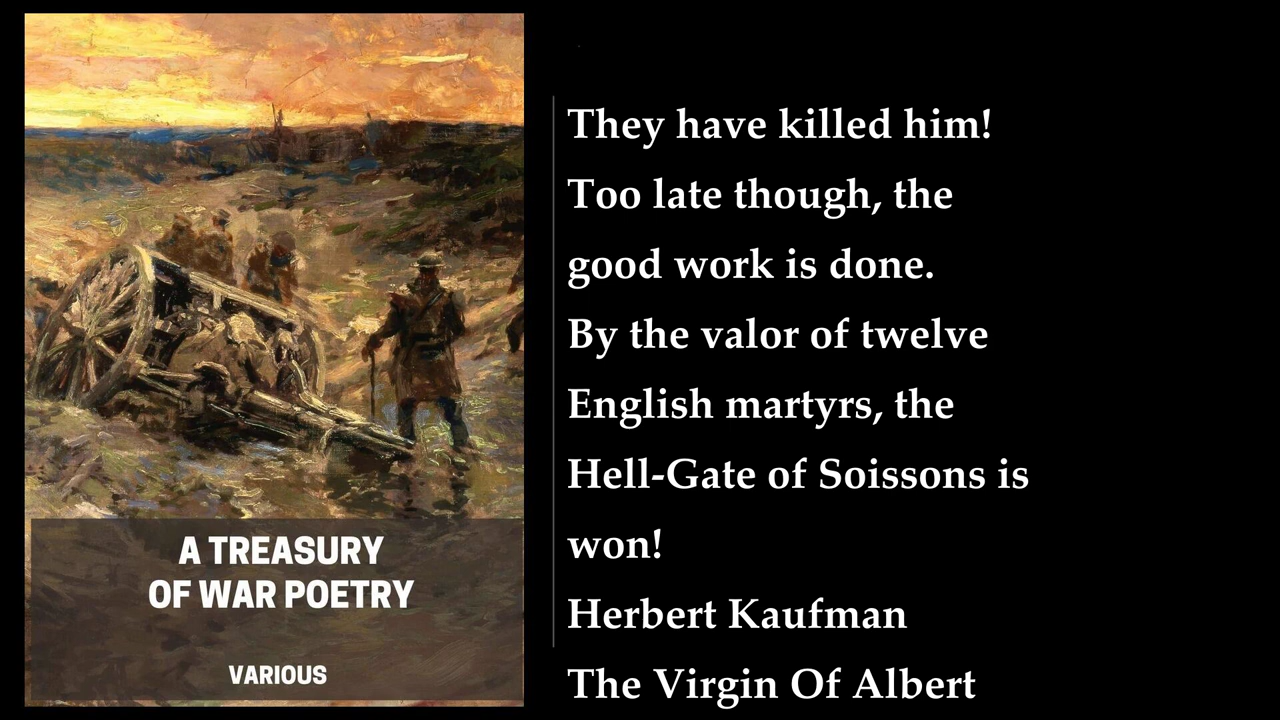 A TREASURY
OF WAR POETRY
VARIOUS
They have killed him!
Too late though, the
good work is done.
By the valor of twelve
English martyrs, the
Hell-Gate of Soissons is
won!
Herbert Kaufman
The Virgin Of Albert